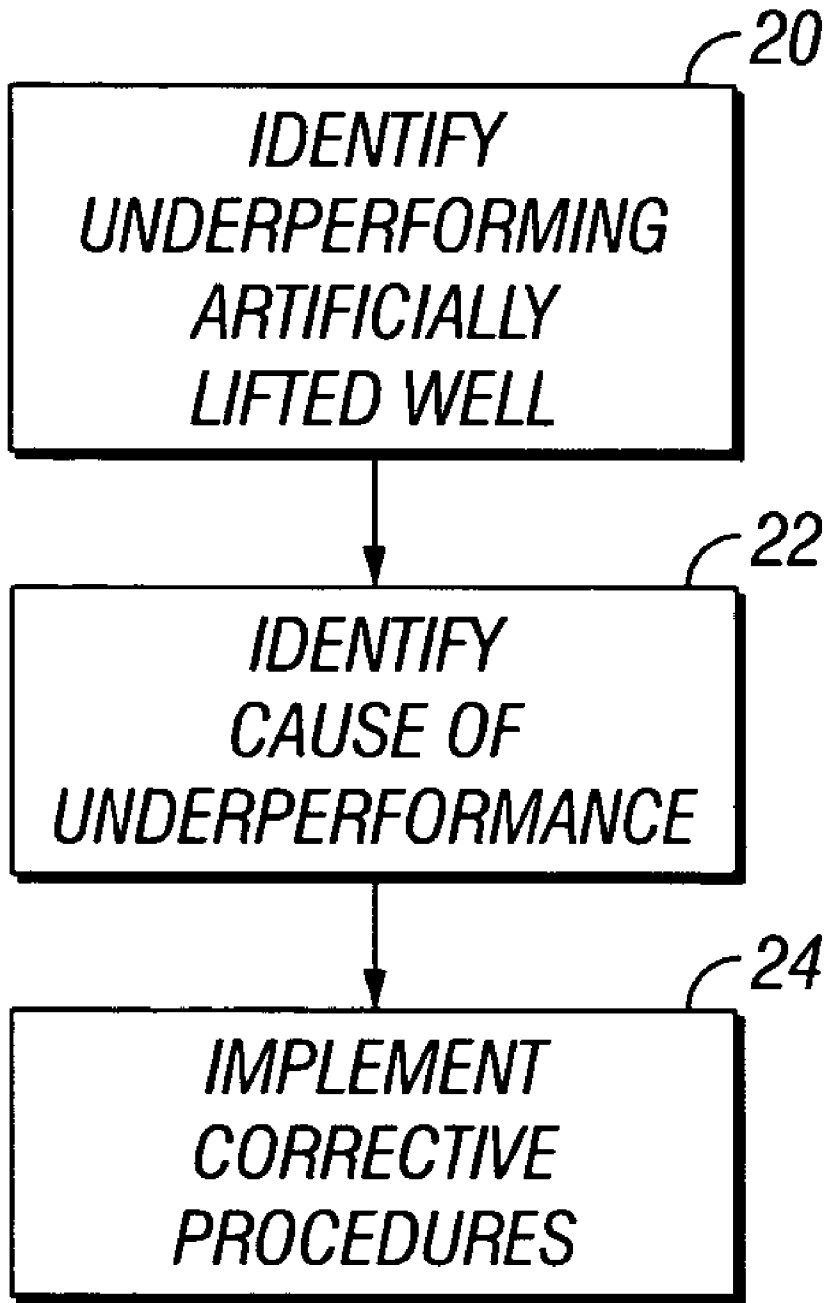 20
IDENTIFY
UNDERPERFORMING
ARTIFICIALLY
LIFTED WELL
22
IDENTIFY
CAUSE OF
UNDERPERFORMANCE
24
IMPLEMENT
CORRECTIVE
PROCEDURES